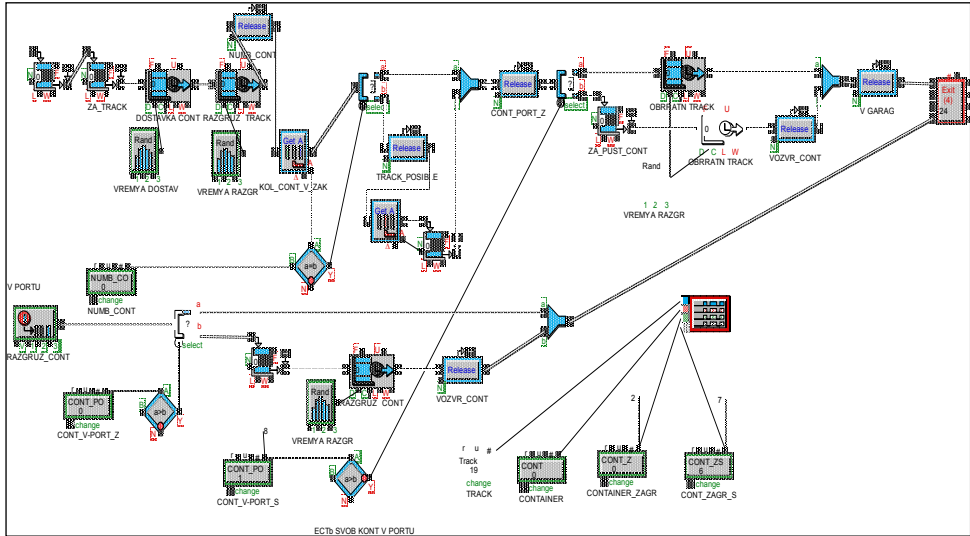 Release
NUMB_CONT
ZA_TRACK
DOSTAVKA CONT
RAZGRUZ TRACK
Rand
VREMYA DOSTAV
Rand
VREMYA RAZGR
Get A
KOL_CONT_V_ZAK
select
Release
TRACK_POSIBLE
Get A
Release
CONT_PORT_Z
select
ZA_PUST_CONT
OBRRATN TRACK
OBRRATN TRACK
Rand
1 2 3
VREMYA RAZGR
Release
VOZVR_CONT
Release
V GARAG
Exit
(4)
24
a=b
NUMB_CO
0
change
NUMB_CONT
V PORTU
RAZGRUZ_CONT
a
?
b
select
CONT_PO
0
change
CONT_V-PORT_Z
a>b
RAZGRUZ CONT
Rand
VREMYA RAZGR
Release
VOZVR_CONT
8
CONT_PO
1
change
CONT_V-PORT_S
a>b
ECTb SVOB KONT V PORTU
r u #
Track
19
change
TRACK
CONT
0
change
CONTAINER
2
CONT_Z
0
change
CONTAINER_ZAGR
7
CONT_ZS
6
change
CONT_ZAGR_S